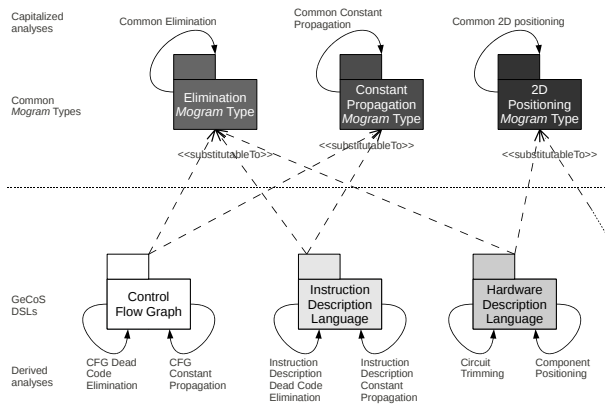 Capitalized
analyses
Common Elimination
Common Constant
Propagation
Common 2D positioning
Common
Mogram Types
Elimination
Mogram Type
Constant
Propagation
Mogram Type
2D
Positioning
Mogram Type
<<substitutableTo>>
<<substitutableTo>>
<<substitutableTo>>
GeCoS
DSLs
Control
Flow Graph
Instruction
Description
Language
Hardware
Description
Language
Derived
analyses
CFG Dead
Code
Elimination
CFG
Constant
Propagation
Instruction
Description
Dead Code
Elimination
Instruction
Description
Constant
Propagation
Circuit
Trimming
Component
Positioning